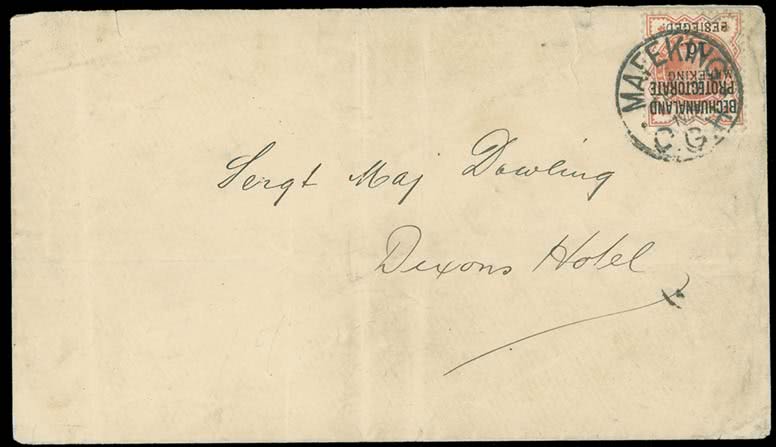 BECHUANALAND
PROTECTORATE
MAFEKING
BESIEGED.
MAFEKING
C.G.H
Sergt Maj Dowling
Dixons Hotel